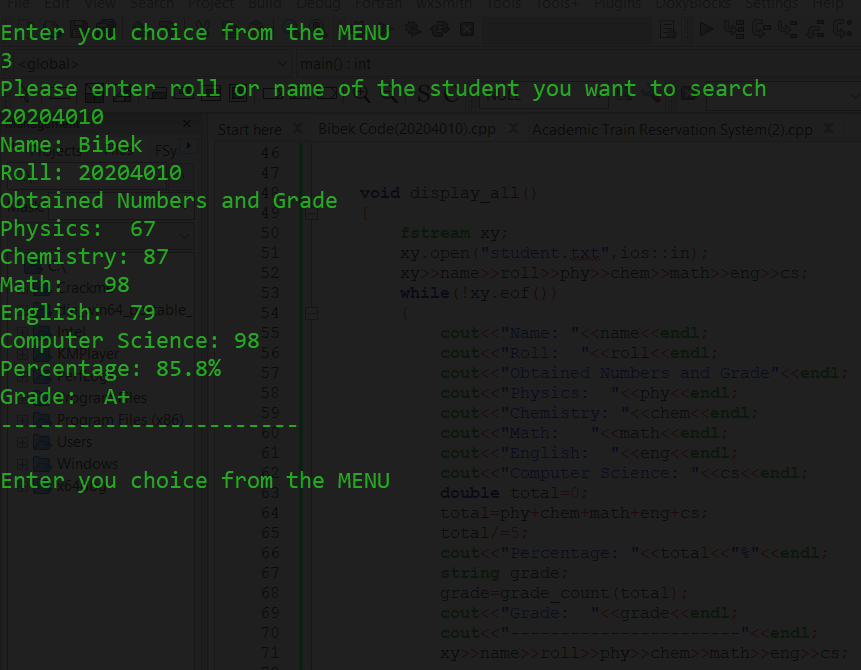 File Edit View Search Project Build Debug Fortran wxSmith Tools Tools+ Plugins DoxyBlocks Settings Help
Enter you choice from the MENU
3
<global>
main() : int
Please enter roll or name of the student you want to search
20204010
Name: Bibek
Roll: 20204010
Obtained Numbers and Grade
Physics:  67
Chemistry: 87
Math:   98
English:  79
Computer Science: 98
Percentage: 85.8%
Grade:  A+
-----------------------
Enter you choice from the MENU
Projects
FSy
C:\
Intel
KMPlayer
Program Files (x86)
Users
Windows
Start here
Bibek Code(20204010).cpp
Academic Train Reservation System(2).cpp
46
47
48 void display_all()
49 {
50 fstream xy;
51 xy.open("student.txt",ios::in);
52 xy>>name>>roll>>phy>>chem>>math>>eng>>cs;
53 while(!xy.eof())
54 {
55 cout<<"Name: "<<name<<endl;
56 cout<<"Roll:  "<<roll<<endl;
57 cout<<"Obtained Numbers and Grade"<<endl;
58 cout<<"Physics:  "<<phy<<endl;
59 cout<<"Chemistry: "<<chem<<endl;
60 cout<<"Math:   "<<math<<endl;
61 cout<<"English:  "<<eng<<endl;
62 cout<<"Computer Science: "<<cs<<endl;
63 double total=0;
64 total=phy+chem+math+eng+cs;
65 total/=5;
66 cout<<"Percentage: "<<total<<"%"<<endl;
67 string grade;
68 grade=grade_count(total);
69 cout<<"Grade:  "<<grade<<endl;
70 cout<<"-----------------------"<<endl;
71 xy>>name>>roll>>phy>>chem>>math>>eng>>cs;